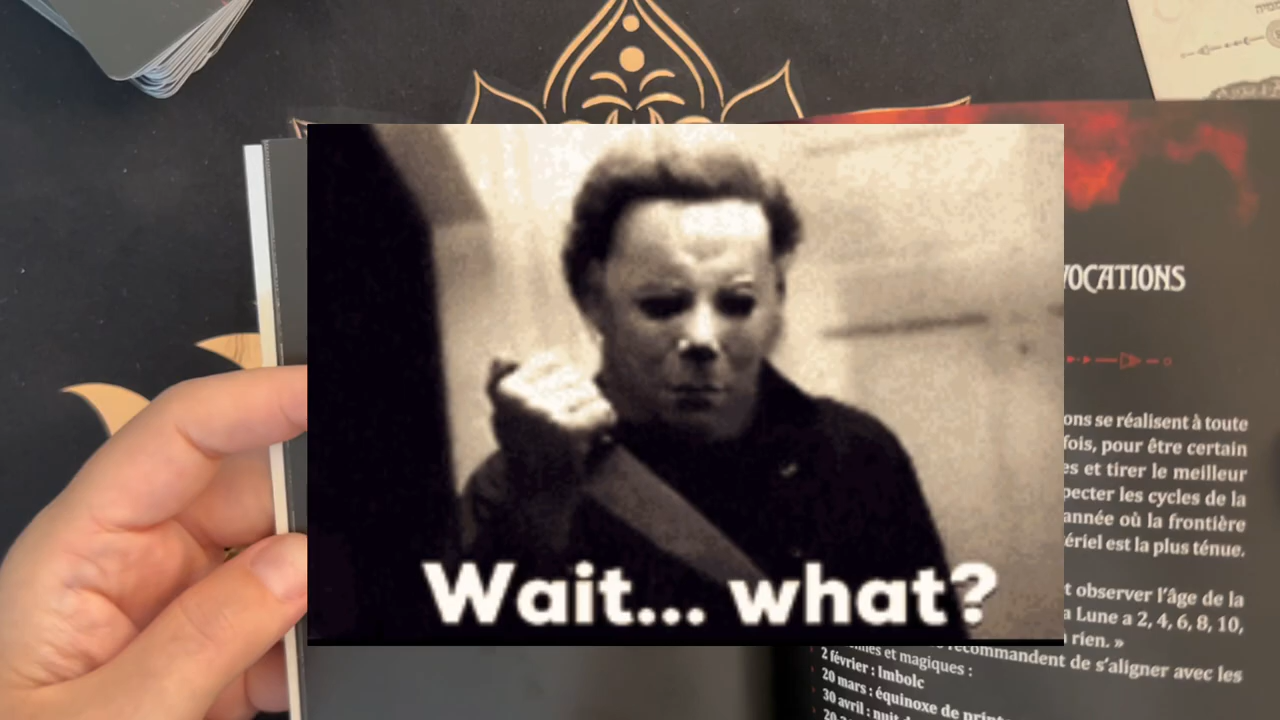 VOCATIONS
ons se réalisent à toute
fois, pour être certain
es et tirer le meilleur
pecter les cycles de la
année où la frontière
ériel est la plus ténue.
t observer l'âge de la
a Lune a 2, 4, 6, 8, 10,
rien. »
recommandent de s'aligner avec les
et magiques :
2 février : Imbolc
20 mars : équinoxe de
30 avril : nuit
Wait... what?